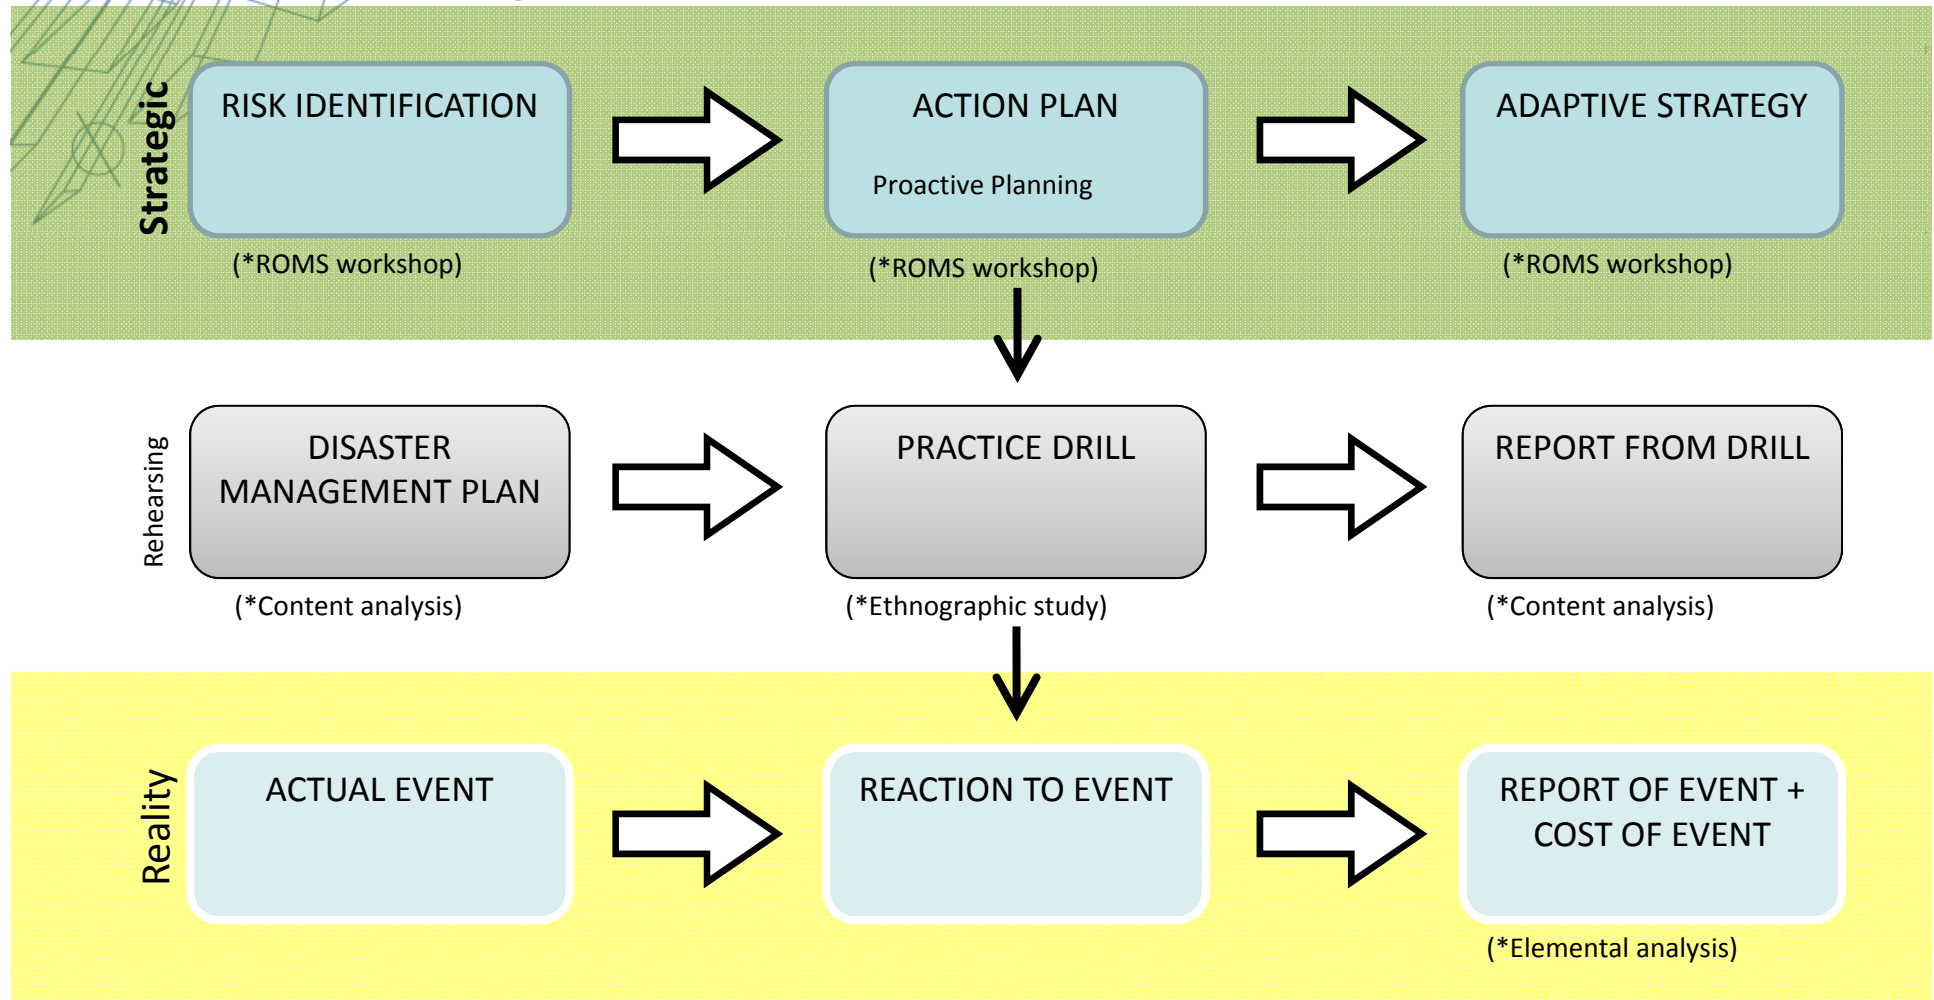 Strategic
RISK IDENTIFICATION
ACTION PLAN
Proactive Planning
ADAPTIVE STRATEGY
(*ROMS workshop)
(*ROMS workshop)
(*ROMS workshop)
Rehearsing
DISASTER
MANAGEMENT PLAN
PRACTICE DRILL
REPORT FROM DRILL
(*Content analysis)
(*Ethnographic study)
(*Content analysis)
Reality
ACTUAL EVENT
REACTION TO EVENT
REPORT OF EVENT +
COST OF EVENT
(*Elemental analysis)